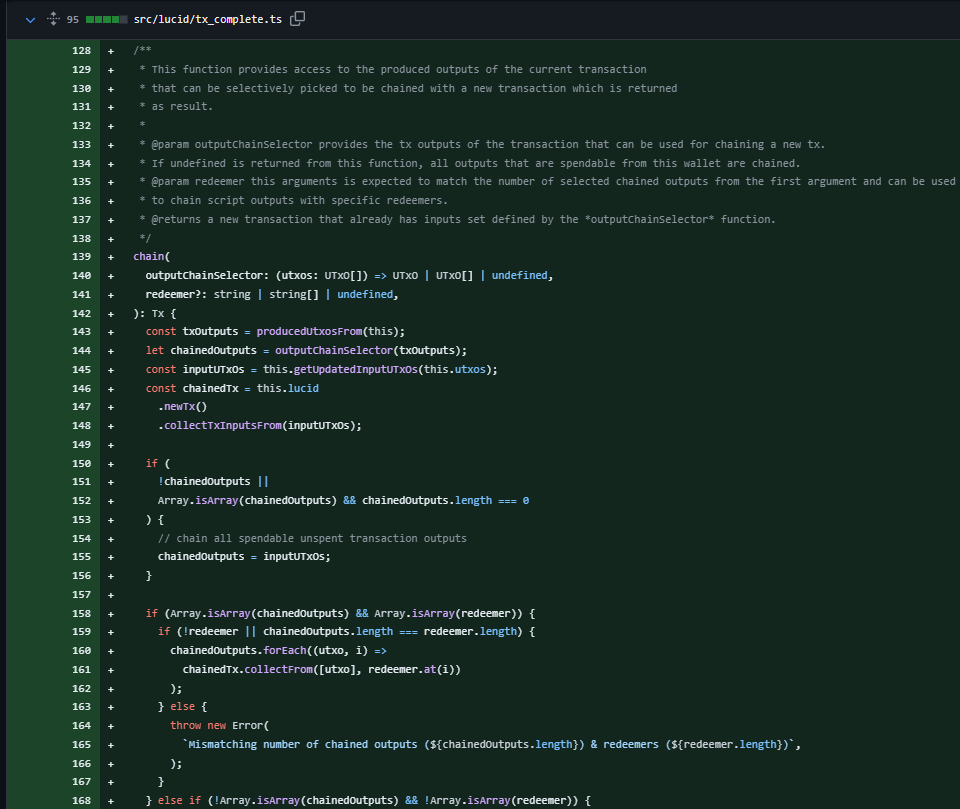 95 src/lucid/tx_complete.ts
128 + /**
129 + * This function provides access to the produced outputs of the current transaction
130 + * that can be selectively picked to be chained with a new transaction which is returned
131 + * as result.
132 + *
133 + * @param outputChainSelector provides the tx outputs of the transaction that can be used for chaining a new tx.
134 + * If undefined is returned from this function, all outputs that are spendable from this wallet are chained.
135 + * @param redeemer this arguments is expected to match the number of selected chained outputs from the first argument and can be used
136 + * to chain script outputs with specific redeemers.
137 + * @returns a new transaction that already has inputs set defined by the *outputChainSelector* function.
138 + */
139 + chain(
140 + outputChainSelector: (utxos: UTxO[]) => UTxO | UTxO[] | undefined,
141 + redeemer?: string | string[] | undefined,
142 + ): Tx {
143 + const txOutputs = producedUtxosFrom(this);
144 + let chainedOutputs = outputChainSelector(txOutputs);
145 + const inputUTxOs = this.getUpdatedInputUTxOs(this.utxos);
146 + const chainedTx = this.lucid
147 + .newTx()
148 + .collectTxInputsFrom(inputUTxOs);
149 +
150 + if (
151 + !chainedOutputs ||
152 + Array.isArray(chainedOutputs) && chainedOutputs.length === 0
153 + ) {
154 + // chain all spendable unspent transaction outputs
155 + chainedOutputs = inputUTxOs;
156 + }
157 +
158 + if (Array.isArray(chainedOutputs) && Array.isArray(redeemer)) {
159 + if (!redeemer || chainedOutputs.length === redeemer.length) {
160 + chainedOutputs.forEach((utxo, i) =>
161 + chainedTx.collectFrom([utxo], redeemer.at(i))
162 + );
163 + } else {
164 + throw new Error(
165 + `Mismatching number of chained outputs (${chainedOutputs.length}) & redeemers (${redeemer.length})`,
166 + );
167 + }
168 + } else if (!Array.isArray(chainedOutputs) && !Array.isArray(redeemer)) {